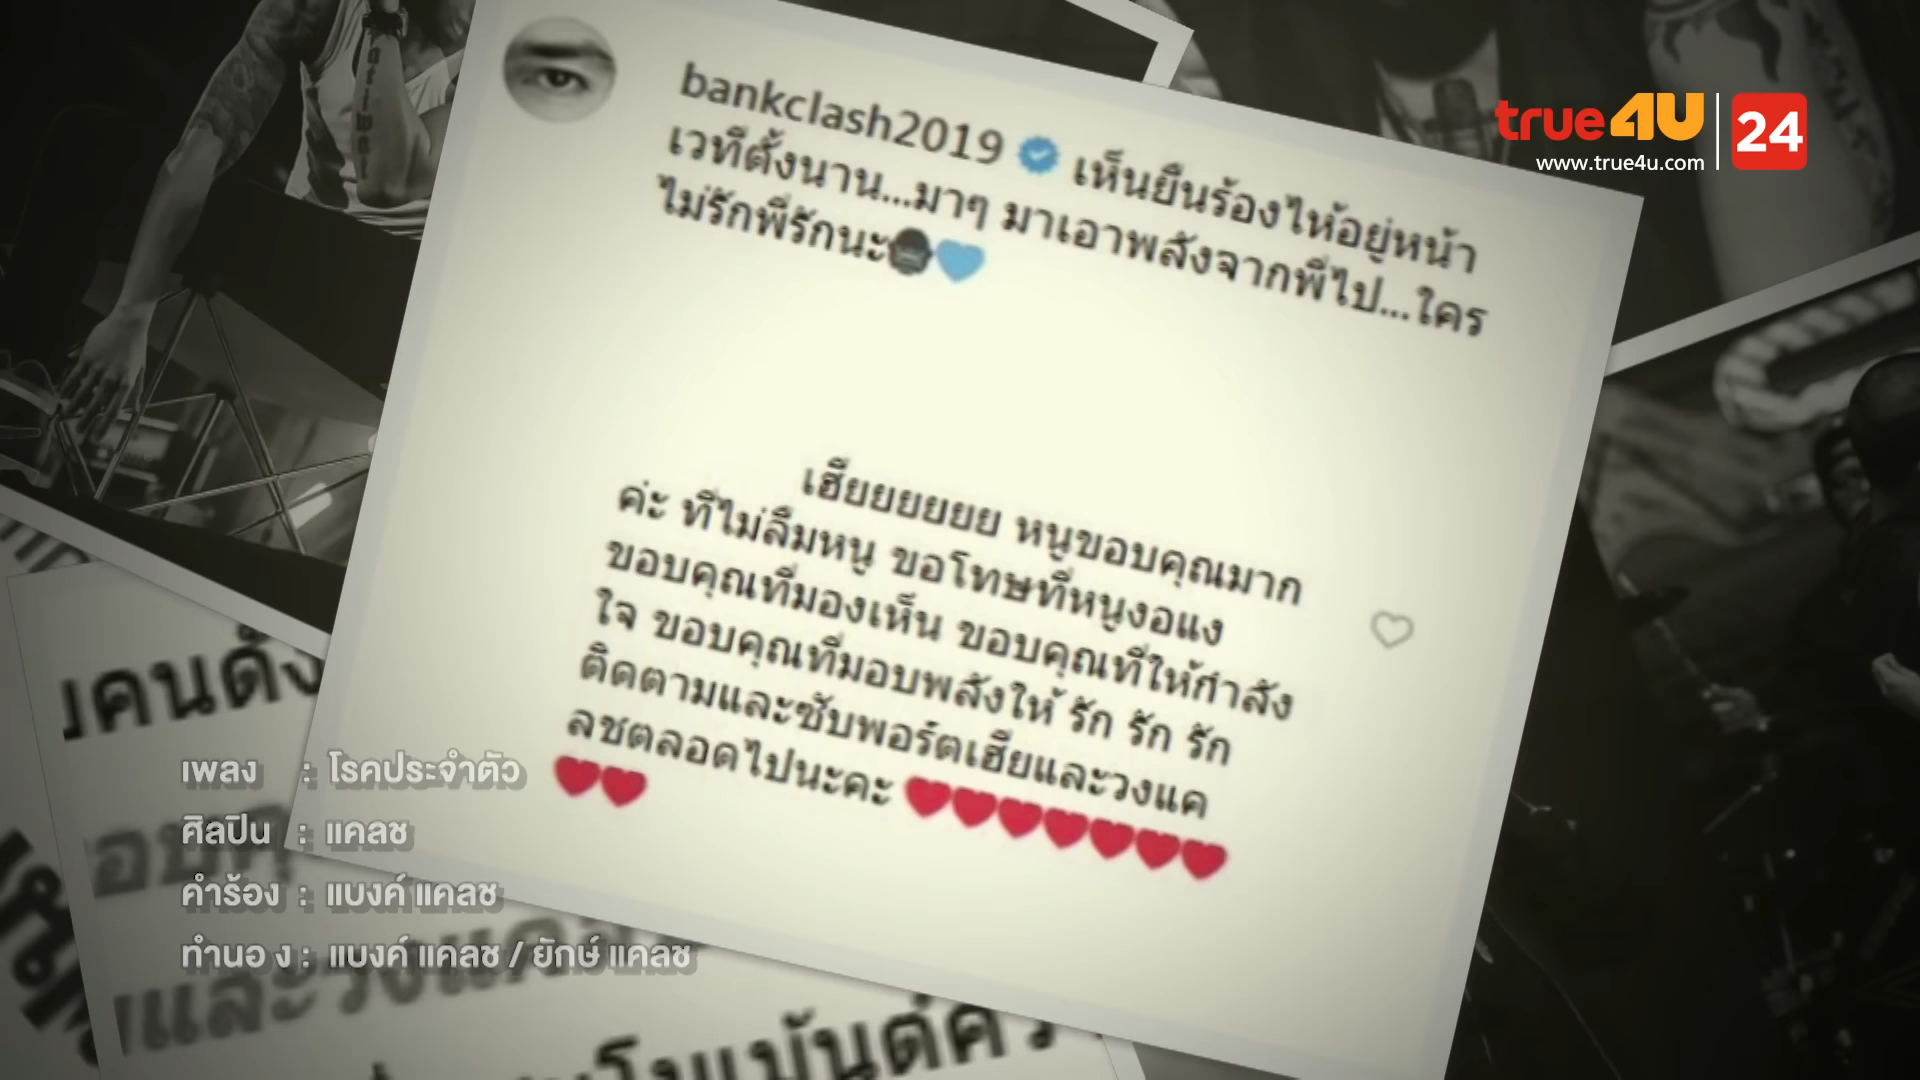 bankclash2019 เห็นยืนร้องไห้อยู่หน้า
เวทีตั้งนาน...มาๆ มาเอาพลังจากพี่ไป...ใคร
ไม่รักพี่รักนะ
เฮียยยยยยย หนูขอบคุณมาก
ค่ะ ที่ไม่ลืมหนู ขอโทษที่หนูงอแง
ขอบคุณที่มองเห็น ขอบคุณที่ให้กำลัง
ใจ ขอบคุณที่มอบพลังให้ รัก รัก รัก
ติดตามและซัพพอร์ตเฮียและวงแค
ลชตลอดไปนะคะ
true4U 24
www.true4u.com
เพลง : โรคประจำตัว
ศิลปิน : แคลช
คำร้อง : แบงค์ แคลช
ทำนอง : แบงค์ แคลช / ยักษ์ แคลช
และวงแคลช